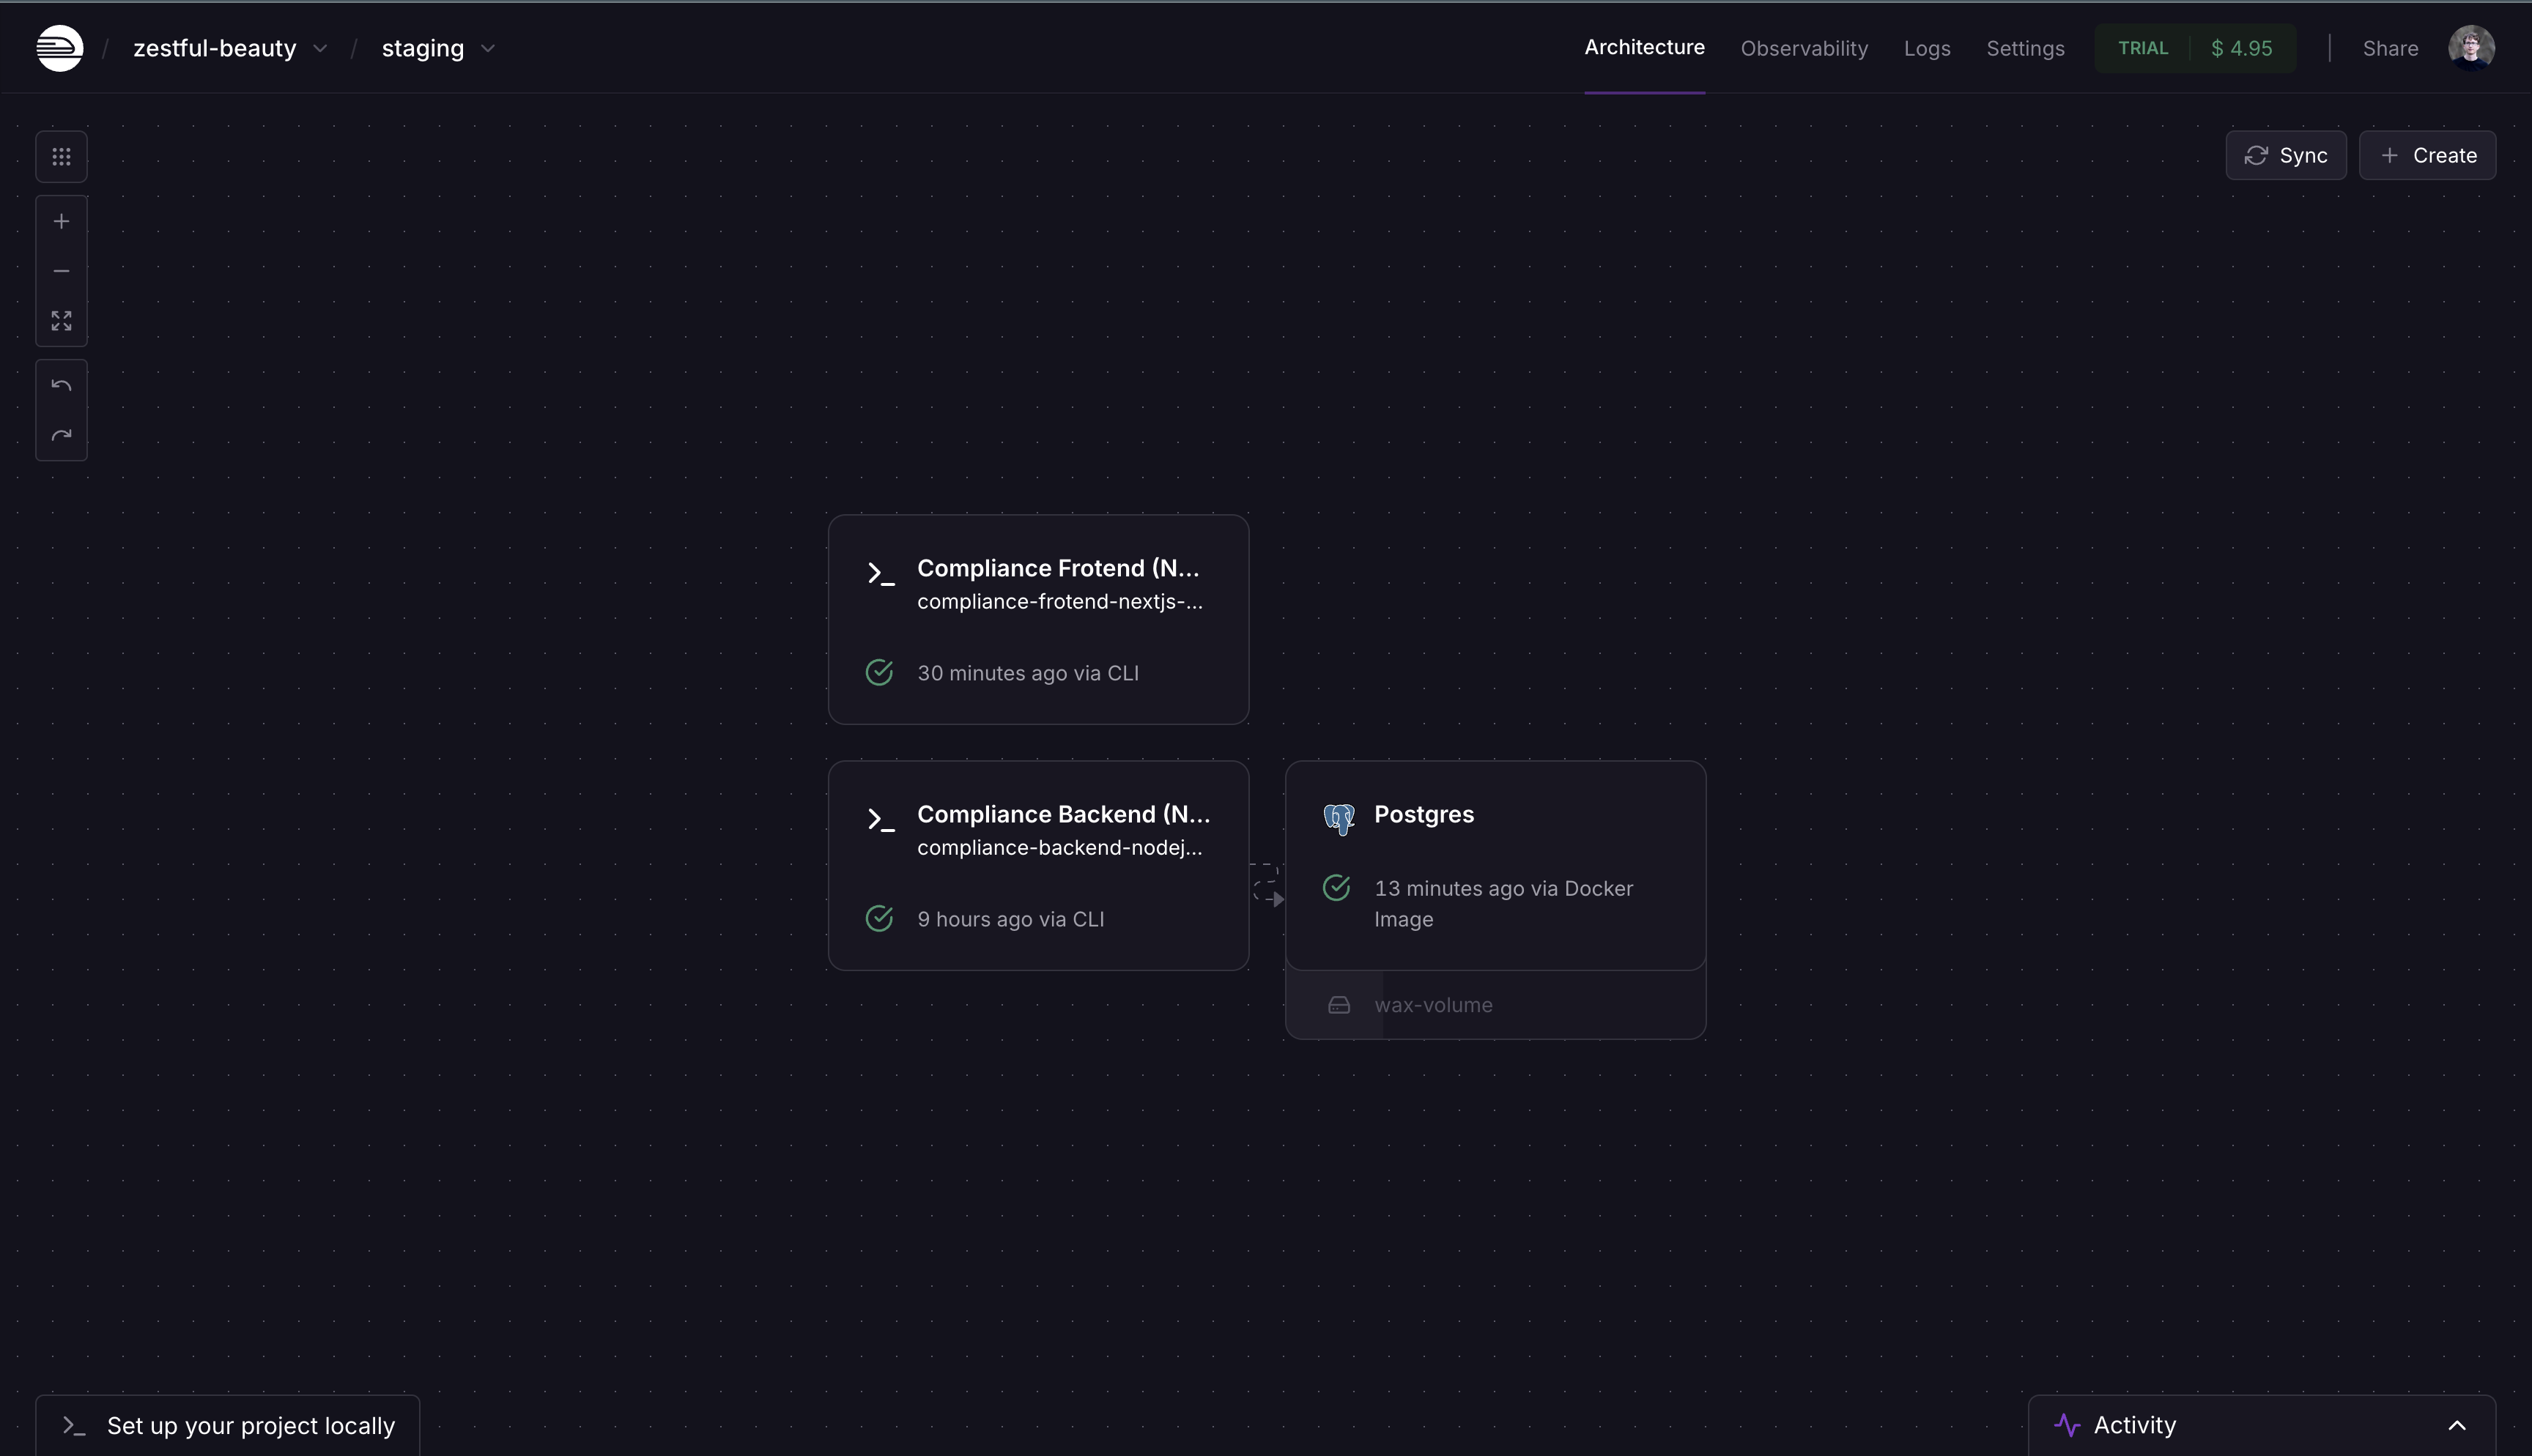 / zestful-beauty / staging
Architecture Observability Logs Settings TRIAL $ 4.95 Share
Sync Create
Compliance Frotend (N...
compliance-frotend-nextjs-...
30 minutes ago via CLI
Compliance Backend (N...
compliance-backend-nodej...
9 hours ago via CLI
Postgres
13 minutes ago via Docker
Image
wax-volume
Set up your project locally
Activity